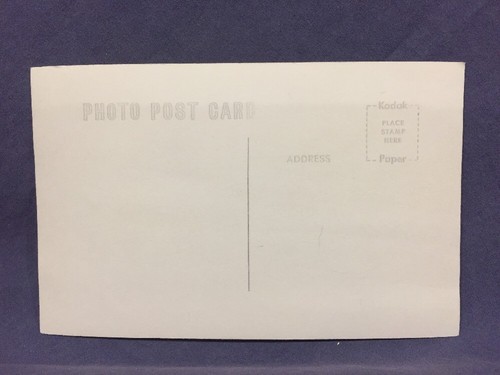 PHOTO POST CARD
Kodak
PLACE
STAMP
HERE
Paper
ADDRESS